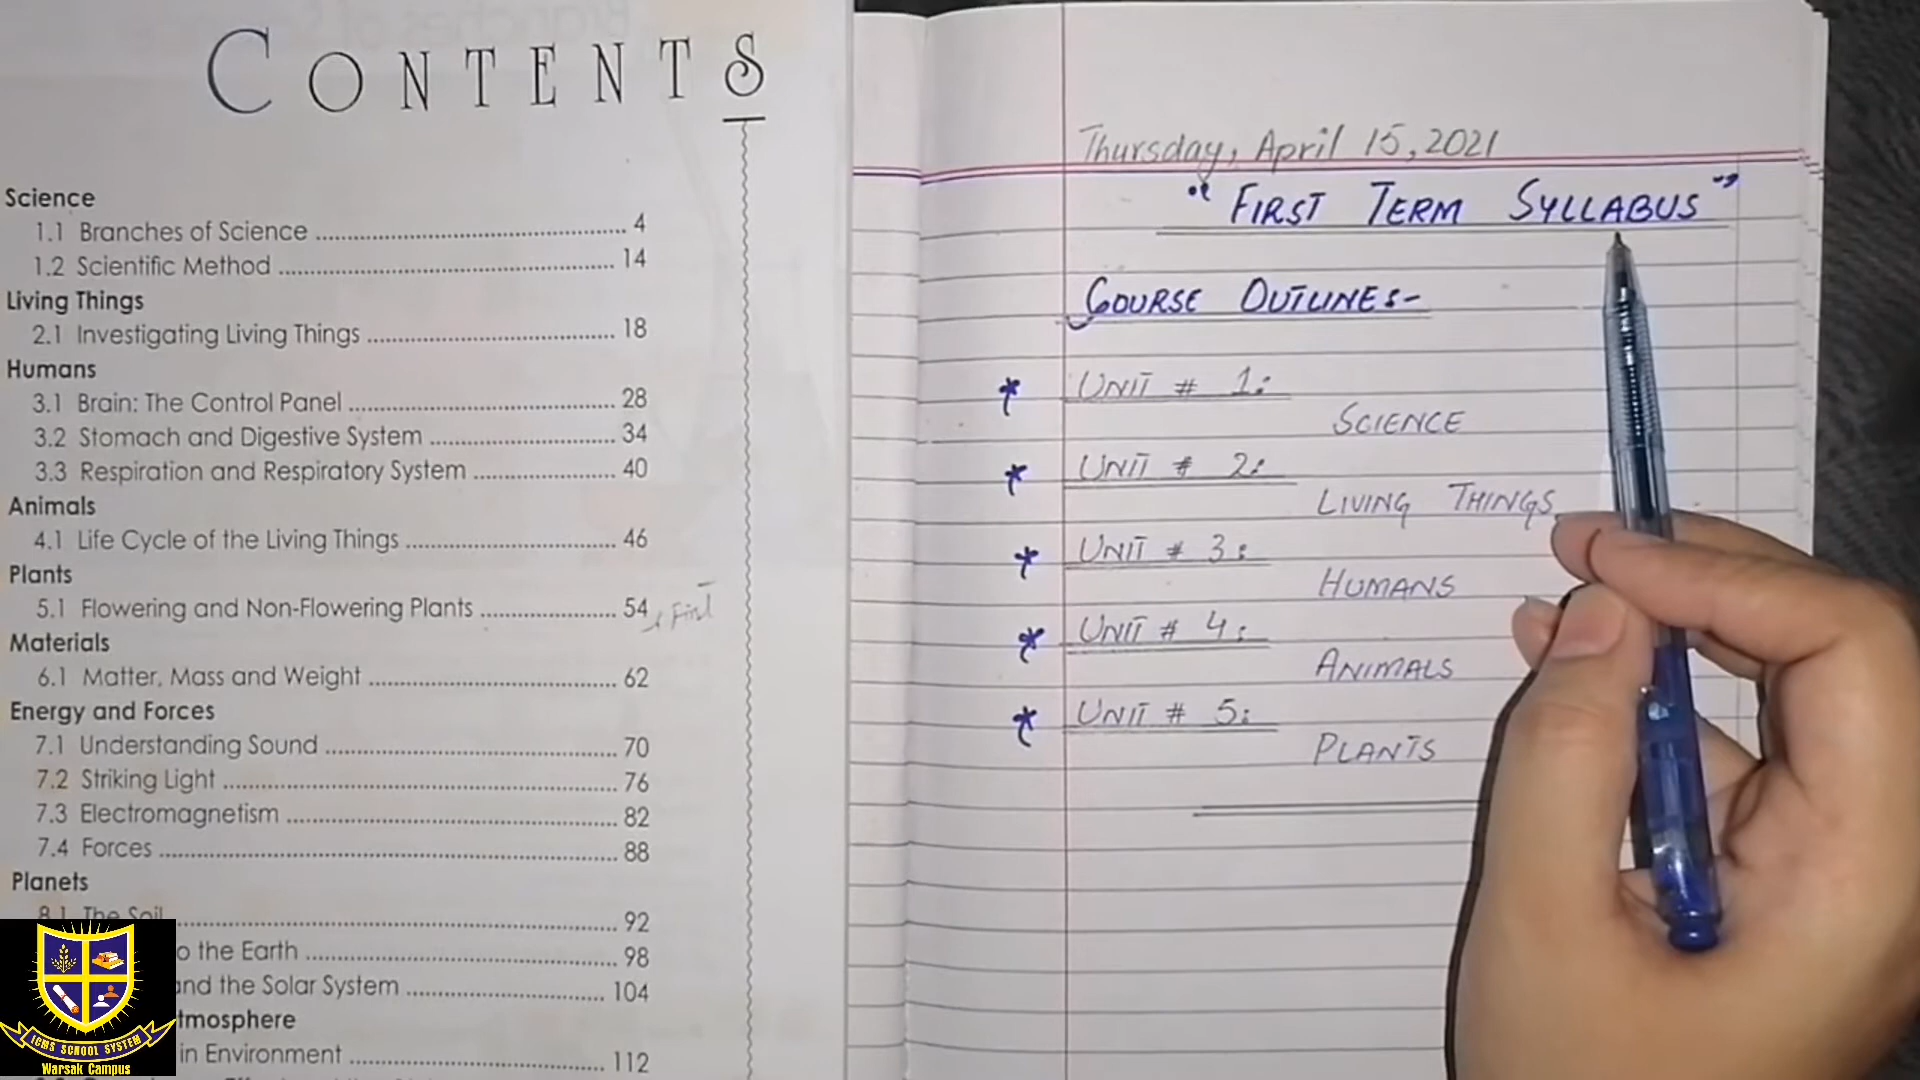 CONTENTS
Science
1.1 Branches of Science 4
1.2 Scientific Method 14
Living Things
2.1 Investigating Living Things 18
Humans
3.1 Brain: The Control Panel 28
3.2 Stomach and Digestive System 34
3.3 Respiration and Respiratory System 40
Animals
4.1 Life Cycle of the Living Things 46
Plants
5.1 Flowering and Non-Flowering Plants 54
Materials
6.1 Matter, Mass and Weight 62
Energy and Forces
7.1 Understanding Sound 70
7.2 Striking Light 76
7.3 Electromagnetism 82
7.4 Forces 88
Planets
8.1 The Soil 92
o the Earth 98
and the Solar System 104
tmosphere
in Environment 112
ICMS SCHOOL SYSTEM
Warsak Campus
Thursday, April 15, 2021
"FIRST TERM SYLLABUS"
COURSE OUTLINES-
* UNIT # 1:
SCIENCE
* UNIT # 2:
LIVING THINGS
* UNIT # 3:
HUMANS
* UNIT # 4:
ANIMALS
* UNIT # 5:
PLANTS